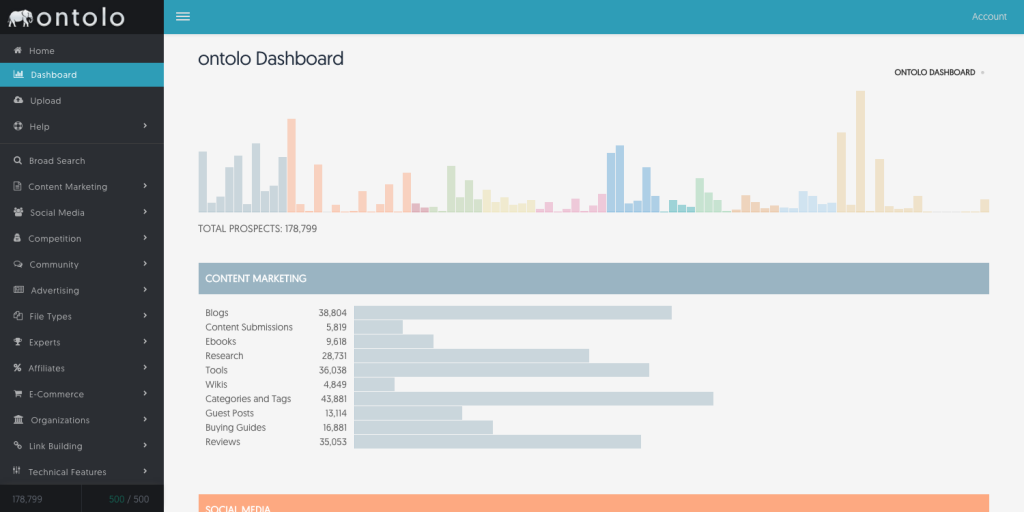 ontolo
Account
Home
Dashboard
Upload
Help
Broad Search
Content Marketing
Social Media
Competition
Community
Advertising
File Types
Experts
Affiliates
E-Commerce
Organizations
Link Building
Technical Features
178,799
500 / 500
ontolo Dashboard
ONTOLO DASHBOARD
TOTAL PROSPECTS: 178,799
CONTENT MARKETING
Blogs 38,804
Content Submissions 5,819
Ebooks 9,618
Research 28,731
Tools 36,038
Wikis 4,849
Categories and Tags 43,881
Guest Posts 13,114
Buying Guides 16,881
Reviews 35,053
SOCIAL MEDIA